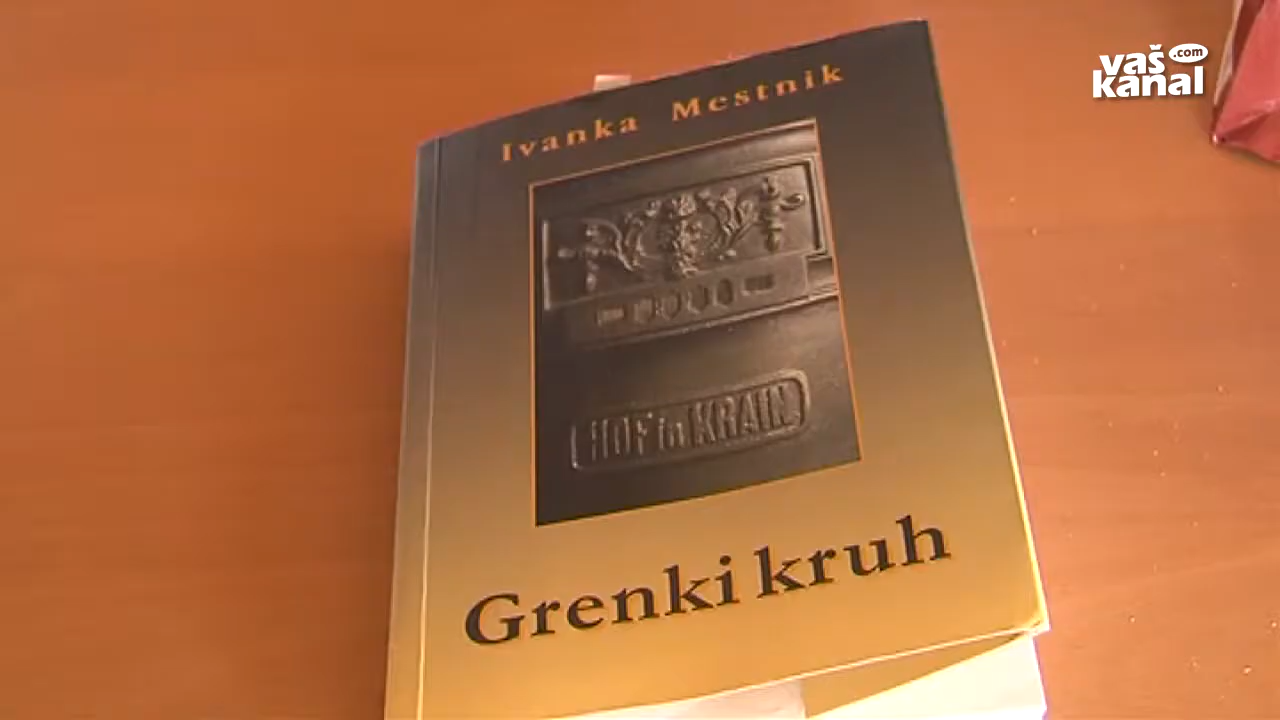 vaš .com
kanal
Ivanka Mestnik
HOF in KRAIN
Grenki kruh